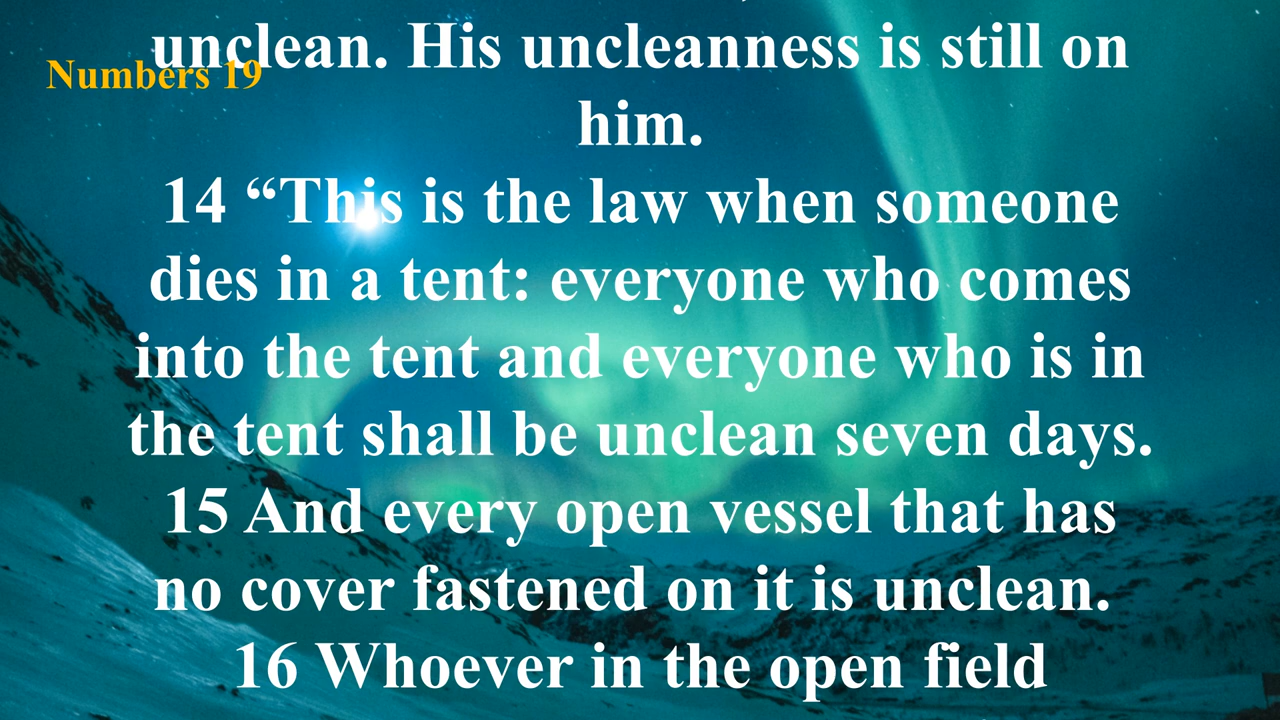 unclean. His uncleanness is still on
Numbers 19
him.
14 “This is the law when someone
dies in a tent: everyone who comes
into the tent and everyone who is in
the tent shall be unclean seven days.
15 And every open vessel that has
no cover fastened on it is unclean.
16 Whoever in the open field